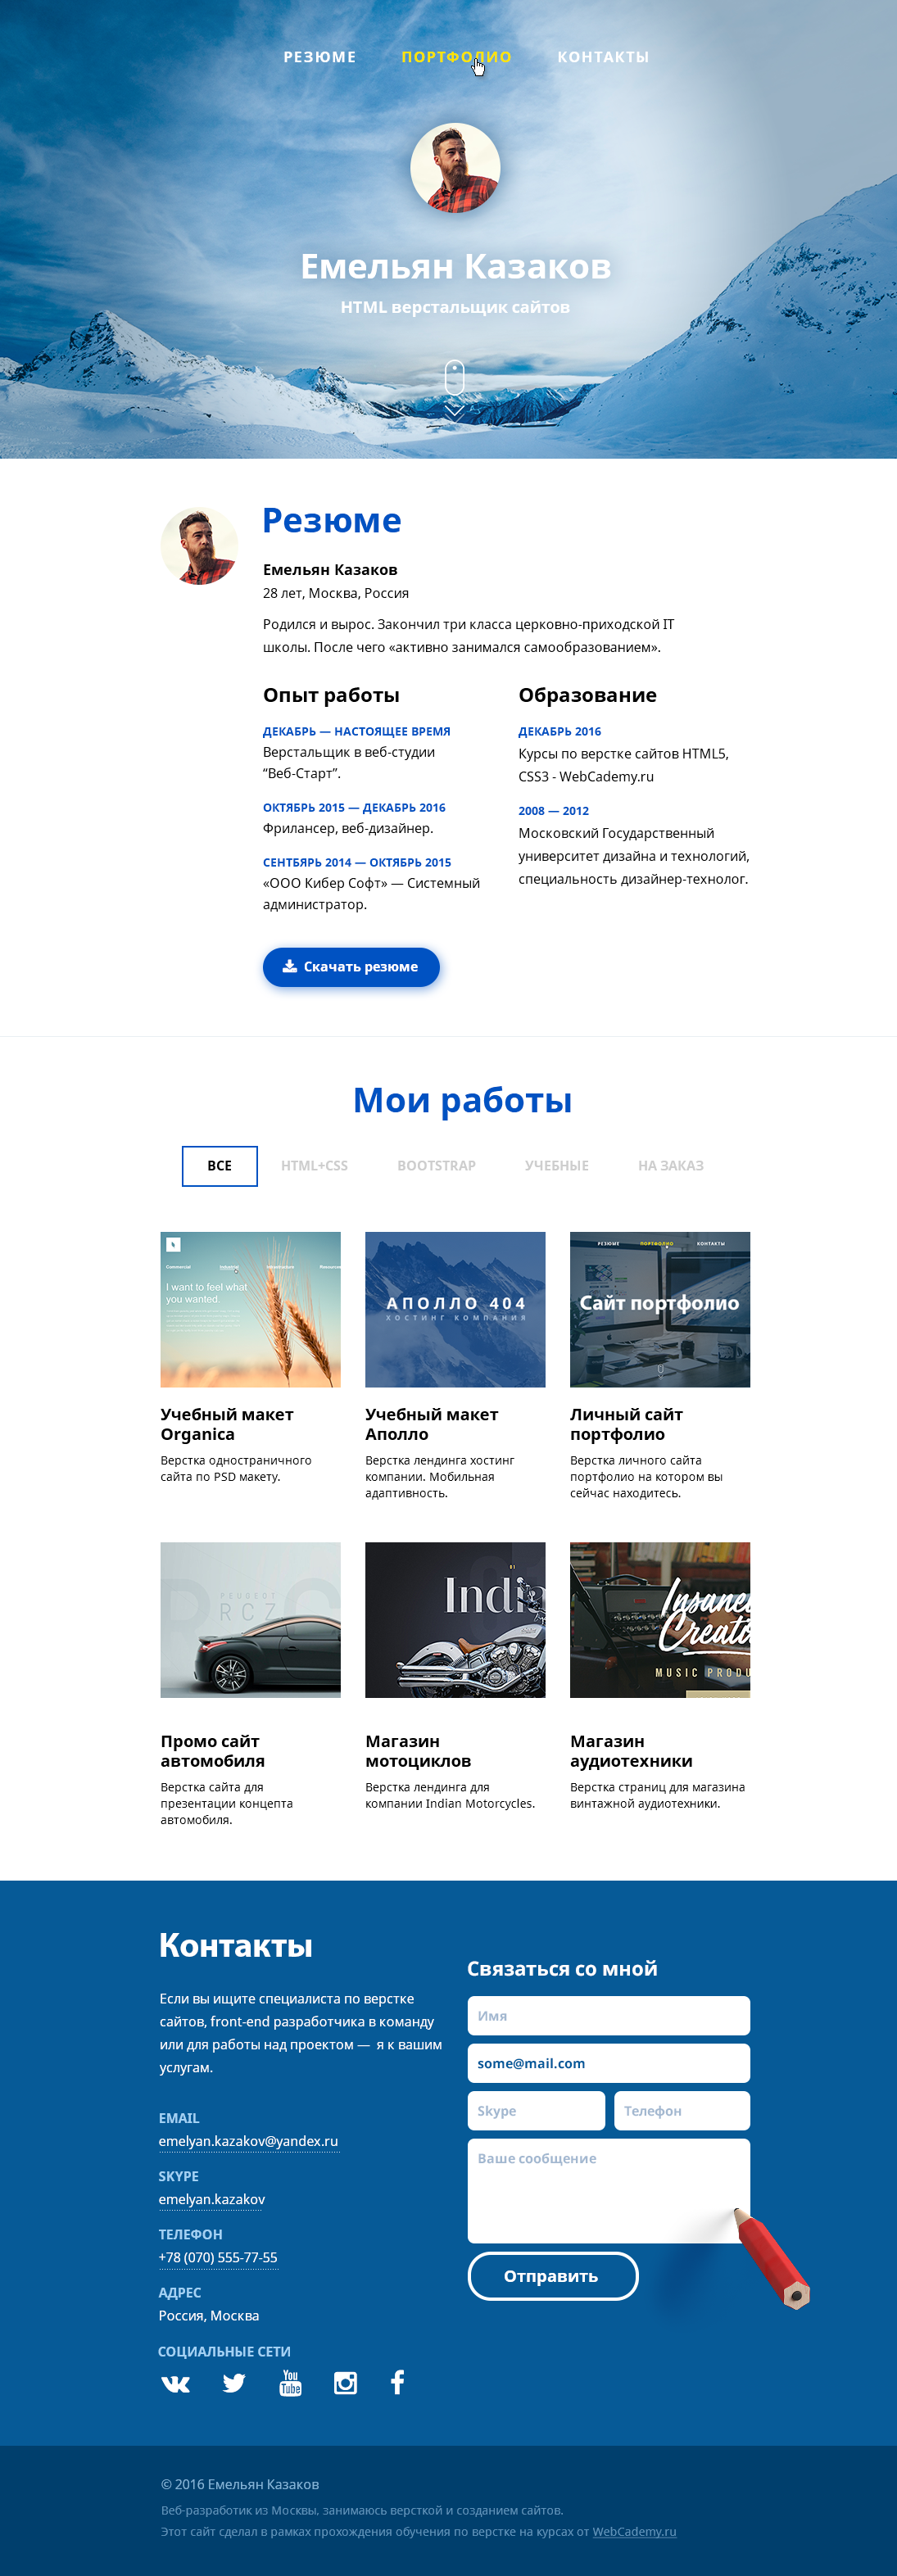 РЕЗЮМЕ ПОРТФОЛИО КОНТАКТЫ
Емельян Казаков
HTML верстальщик сайтов
Резюме
Емельян Казаков
28 лет, Москва, Россия
Родился и вырос. Закончил три класса церковно-приходской IT
школы. После чего «активно занимался самообразованием».
Опыт работы
ДЕКАБРЬ — НАСТОЯЩЕЕ ВРЕМЯ
Верстальщик в веб-студии
“Веб-Старт”.
ОКТЯБРЬ 2015 — ДЕКАБРЬ 2016
Фрилансер, веб-дизайнер.
СЕНТБЯРЬ 2014 — ОКТЯБРЬ 2015
«ООО Кибер Софт» — Системный
администратор.
Образование
ДЕКАБРЬ 2016
Курсы по верстке сайтов HTML5,
CSS3 - WebCademy.ru
2008 — 2012
Московский Государственный
университет дизайна и технологий,
специальность дизайнер-технолог.
Скачать резюме
Мои работы
ВСЕ HTML+CSS BOOTSTRAP УЧЕБНЫЕ НА ЗАКАЗ
Commercial Industrial Infrastructure Resources
I want to feel what
you wanted.
Учебный макет
Organica
Верстка одностраничного
сайта по PSD макету.
АПОЛЛО 404
ХОСТИНГ КОМПАНИЯ
Учебный макет
Аполло
Верстка лендинга хостинг
компании. Мобильная
адаптивность.
РЕЗЮМЕ ПОРТФОЛИО КОНТАКТЫ
Сайт портфолио
Личный сайт
портфолио
Верстка личного сайта
портфолио на котором вы
сейчас находитесь.
PEUGEOT
RCZ
Промо сайт
автомобиля
Верстка сайта для
презентации концепта
автомобиля.
Indi
Магазин
мотоциклов
Верстка лендинга для
компании Indian Motorcycles.
Insane
Creato
MUSIC PRODU
Магазин
аудиотехники
Верстка страниц для магазина
винтажной аудиотехники.
Контакты
Если вы ищите специалиста по верстке
сайтов, front-end разработчика в команду
или для работы над проектом — я к вашим
услугам.
EMAIL
emelyan.kazakov@yandex.ru
SKYPE
emelyan.kazakov
ТЕЛЕФОН
+78 (070) 555-77-55
АДРЕС
Россия, Москва
СОЦИАЛЬНЫЕ СЕТИ
You
Tube
Связаться со мной
Имя
some@mail.com
Skype Телефон
Ваше сообщение
Отправить
© 2016 Емельян Казаков
Веб-разработик из Москвы, занимаюсь версткой и созданием сайтов.
Этот сайт сделал в рамках прохождения обучения по верстке на курсах от WebCademy.ru